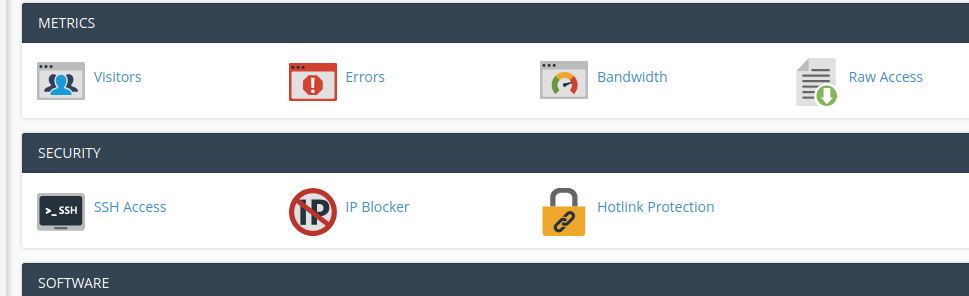 METRICS
Visitors
Errors
Bandwidth
Raw Access
SECURITY
>_ SSH
SSH Access
IP
IP Blocker
Hotlink Protection
SOFTWARE